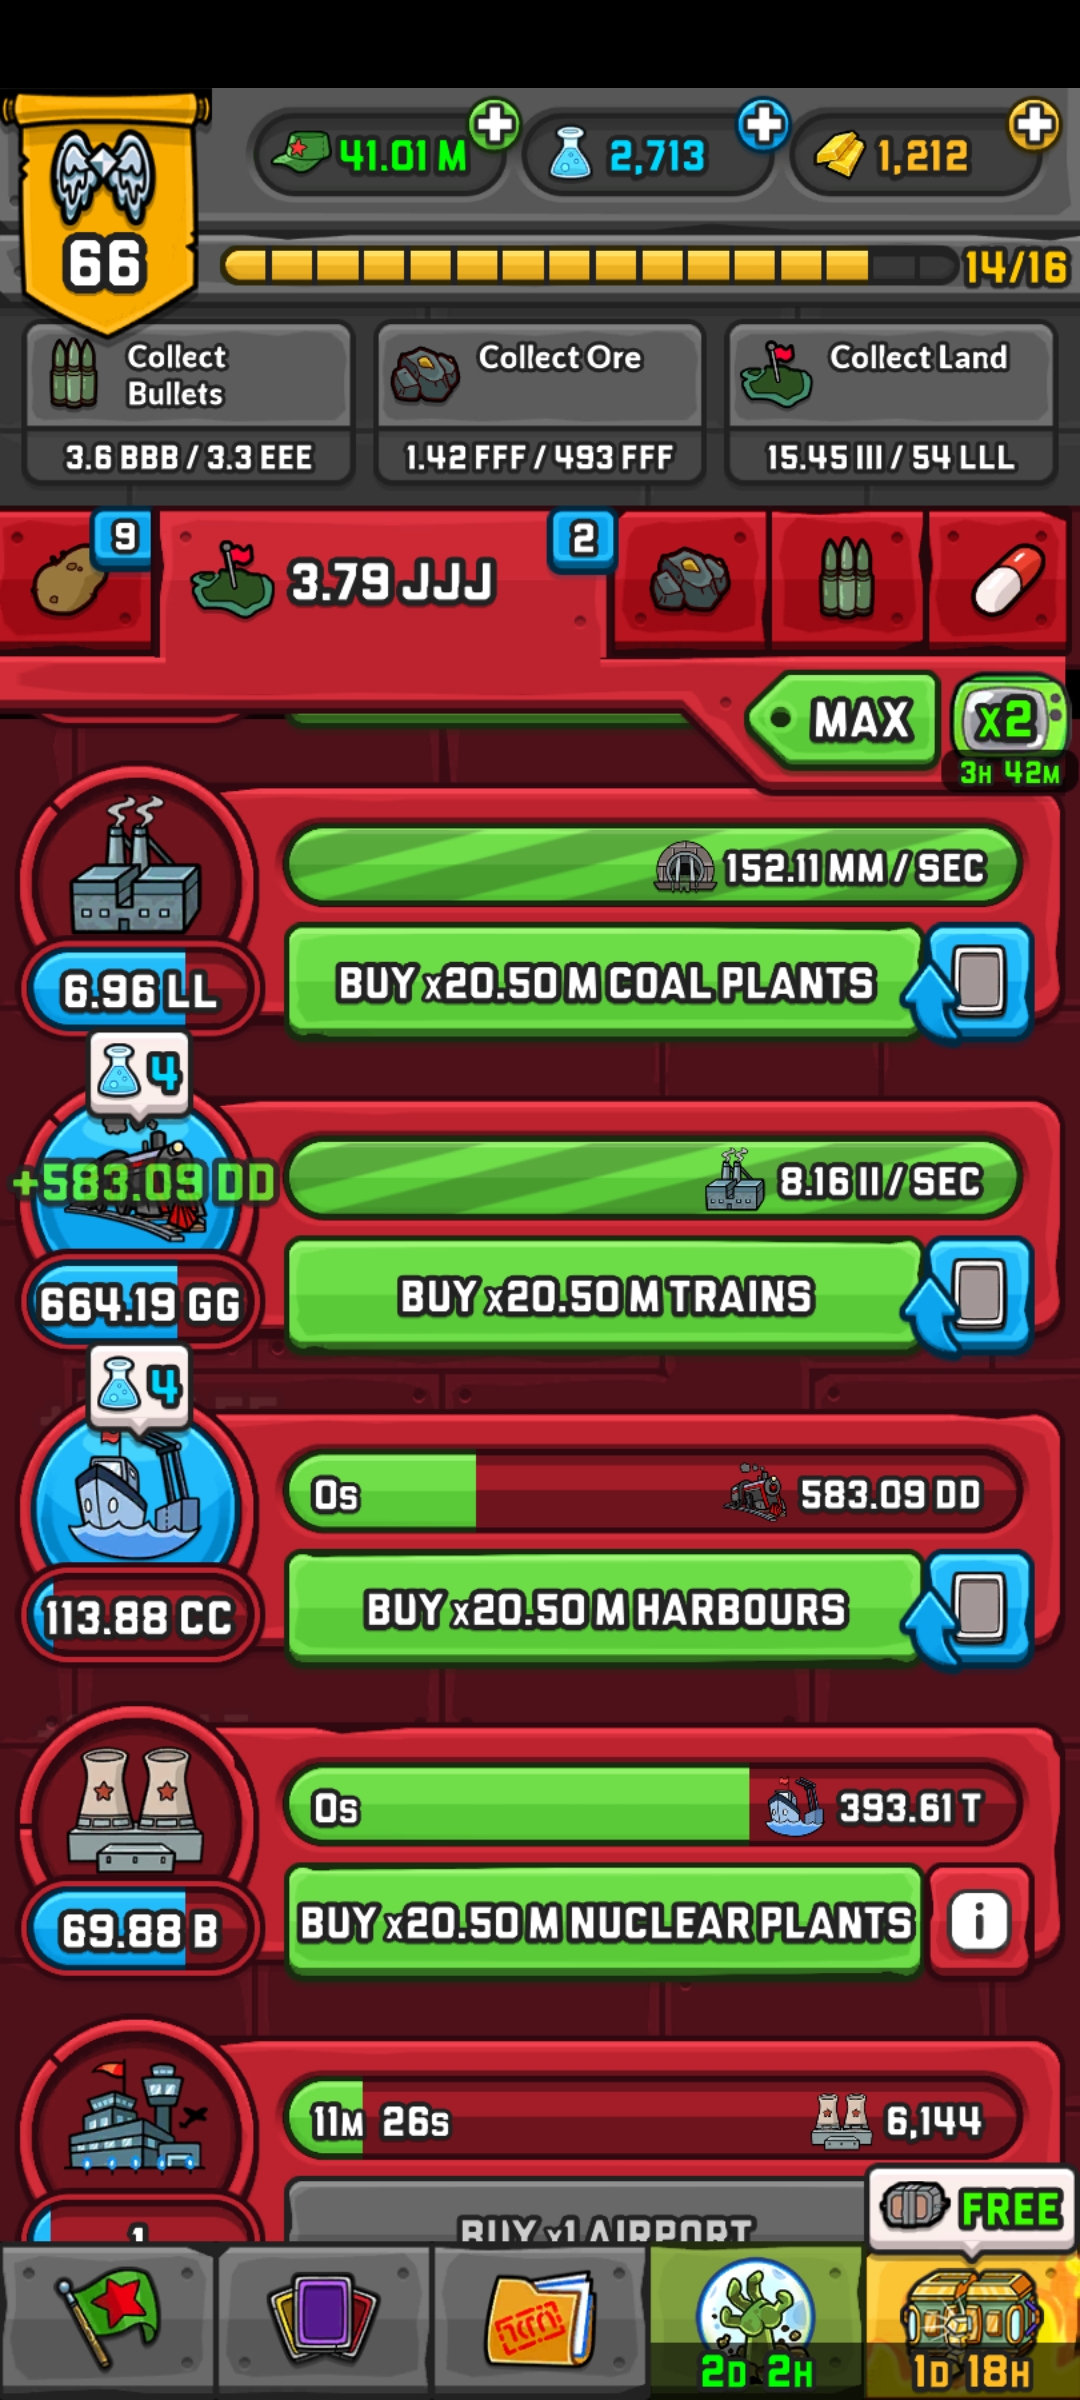 66
41.01 M
2,713
1,212
14/16
Collect
Bullets
3.6 BBB / 3.3 EEE
Collect Ore
1.42 FFF / 493 FFF
Collect Land
15.45 III / 54 LLL
9
3.79 JJJ
2
MAX
x2
3H 42M
152.11 MM / SEC
6.96 LL
BUY x20.50 M COAL PLANTS
4
+583.09 DD
8.16 II / SEC
664.19 GG
BUY x20.50 M TRAINS
4
0s
583.09 DD
113.88 CC
BUY x20.50 M HARBOURS
0s
393.61 T
69.88 B
BUY x20.50 M NUCLEAR PLANTS
i
11M 26s
6,144
1
BUY x1 AIRPORT
FREE
2D 2H
1D 18H